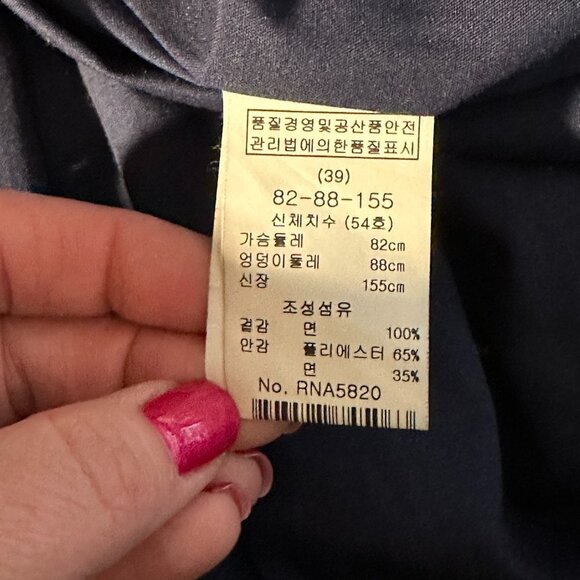 품질경영및공산품안전
관리법에의한품질표시
(39)
82-88-155
신체치수 (54호)
가슴둘레 82cm
엉덩이둘레 88cm
신장 155cm
조성섬유
겉감 면 100%
안감 폴리에스터 65%
면 35%
No. RNA5820